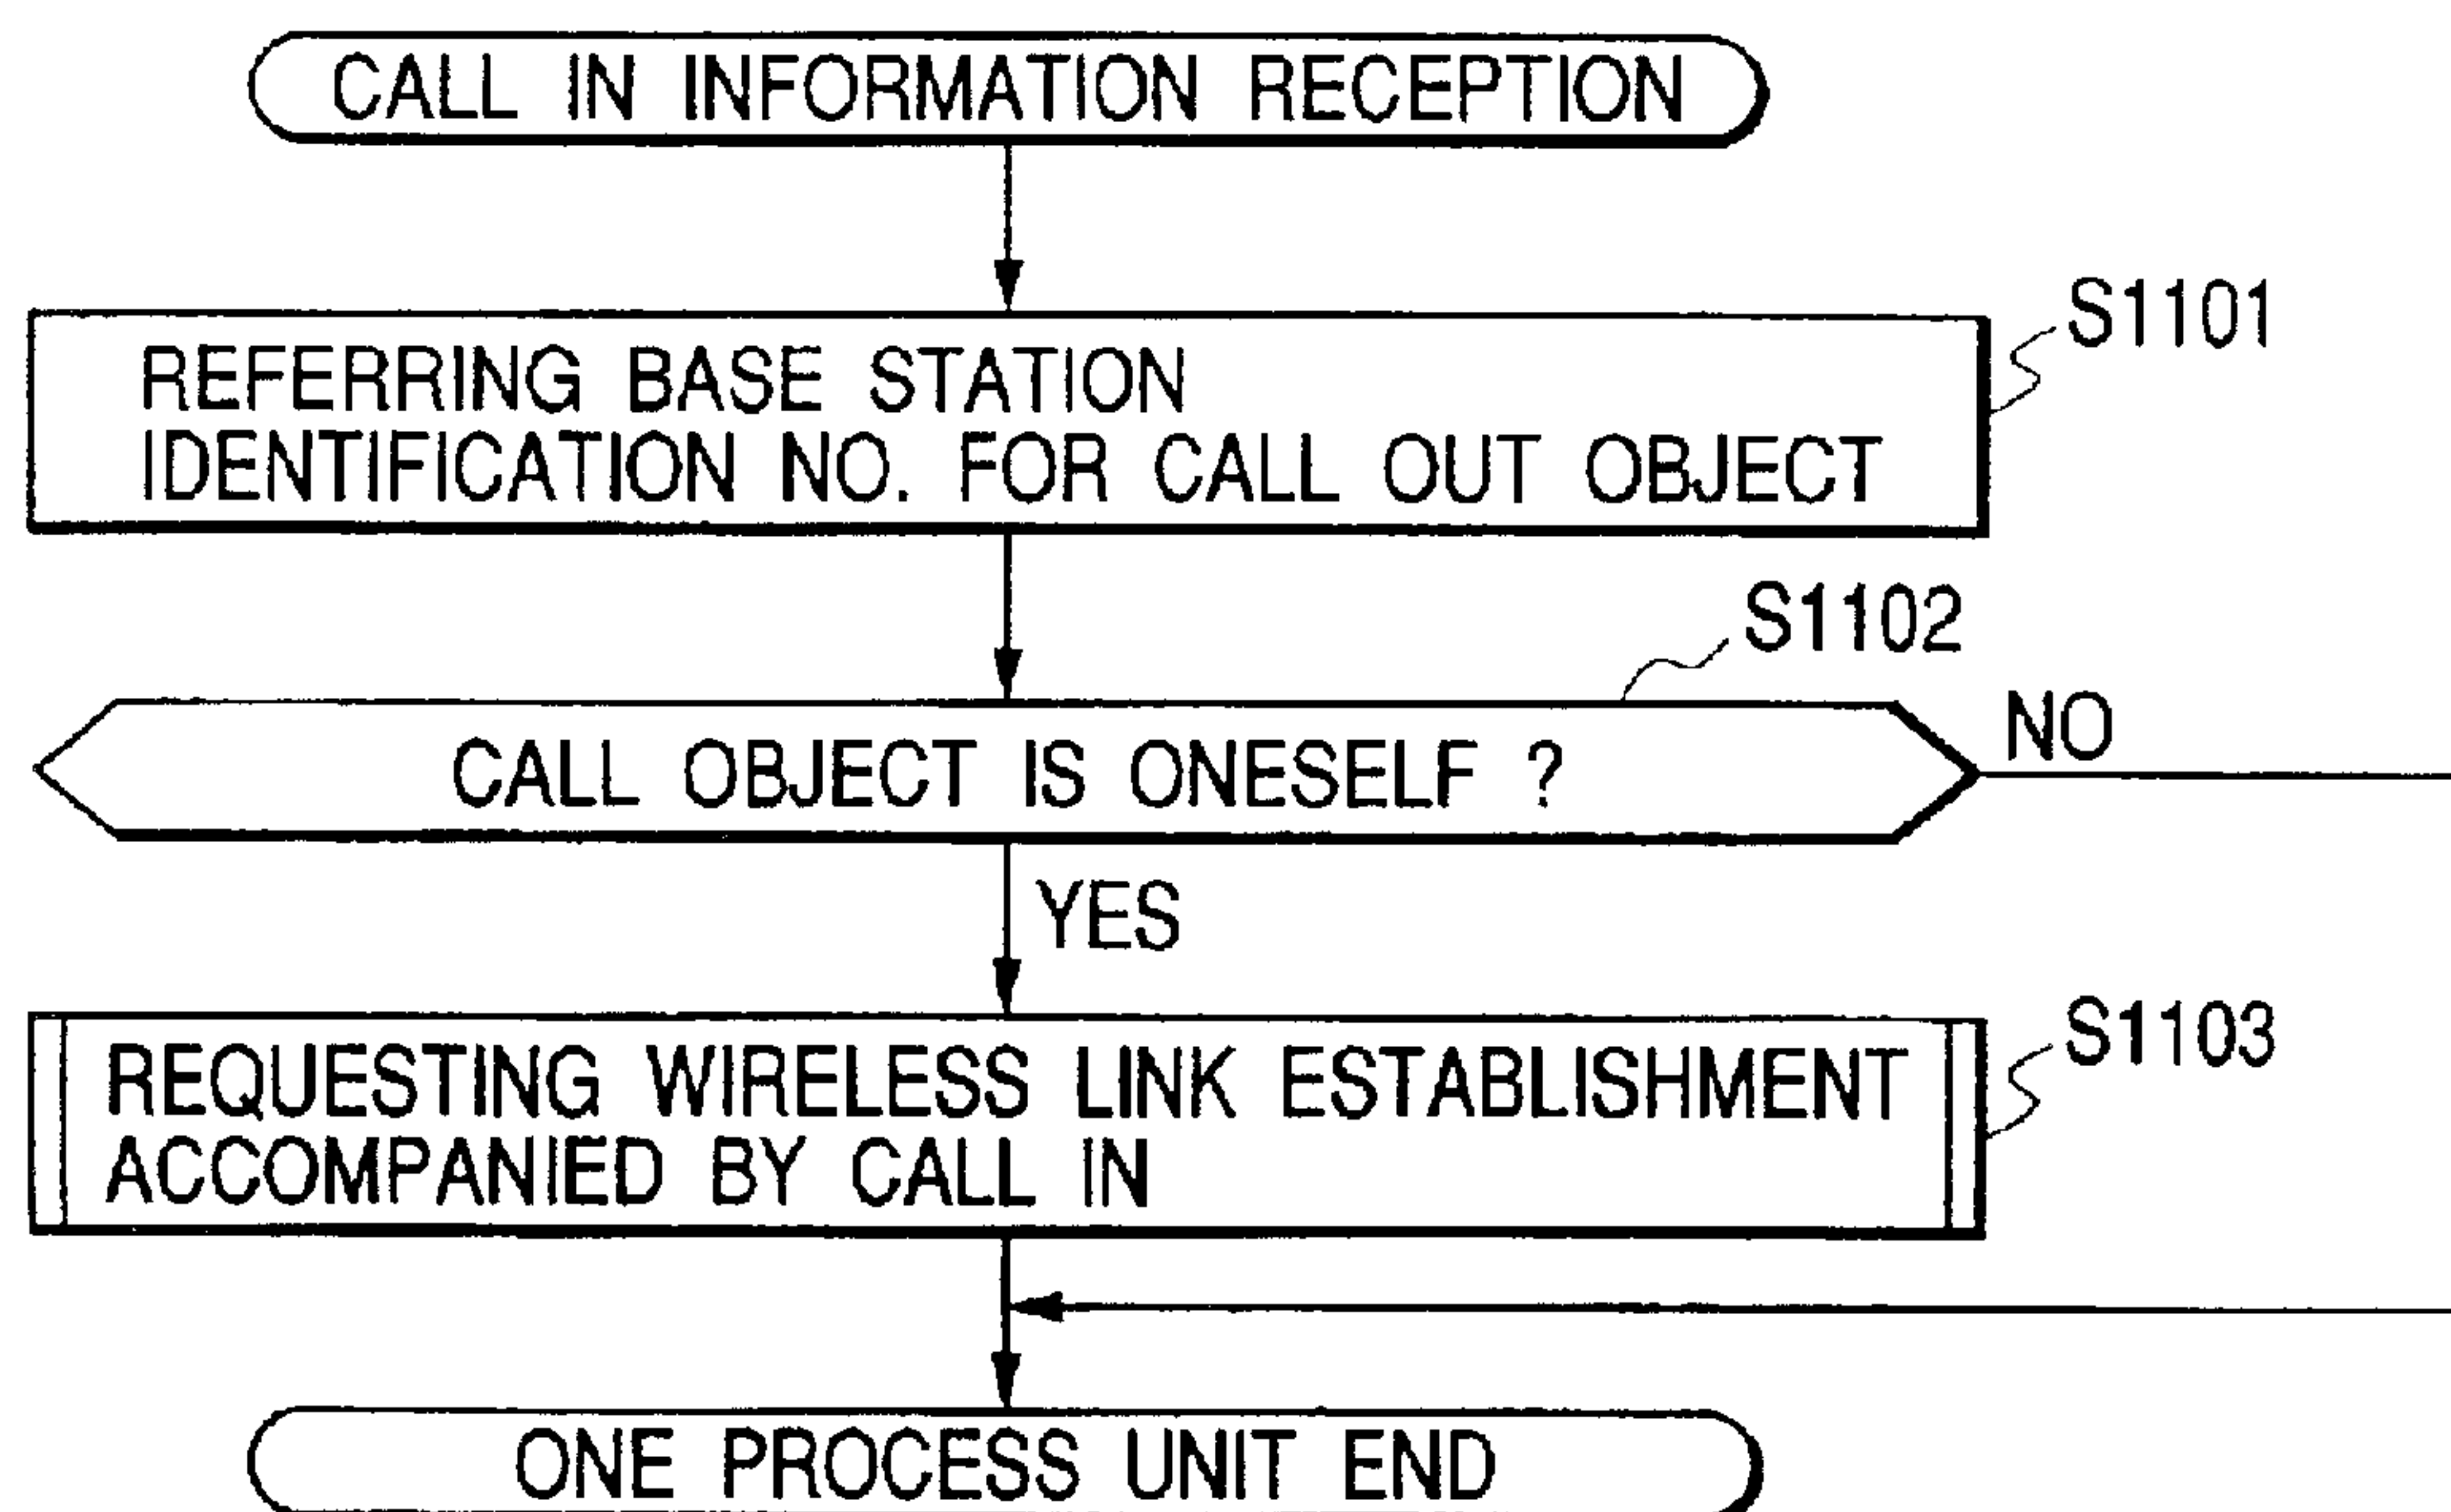 CALL IN INFORMATION RECEPTION
S1101
REFERRING BASE STATION
IDENTIFICATION NO. FOR CALL OUT OBJECT
S1102
CALL OBJECT IS ONESELF ?
NO
YES
S1103
REQUESTING WIRELESS LINK ESTABLISHMENT
ACCOMPANIED BY CALL IN
ONE PROCESS UNIT END